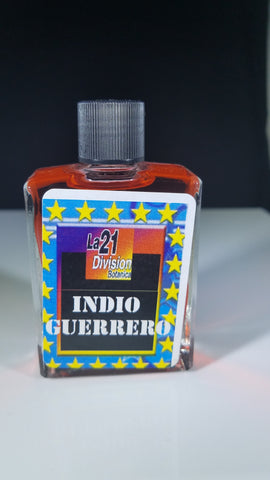 La 21
Division
Botanica
INDIO
GUERRERO